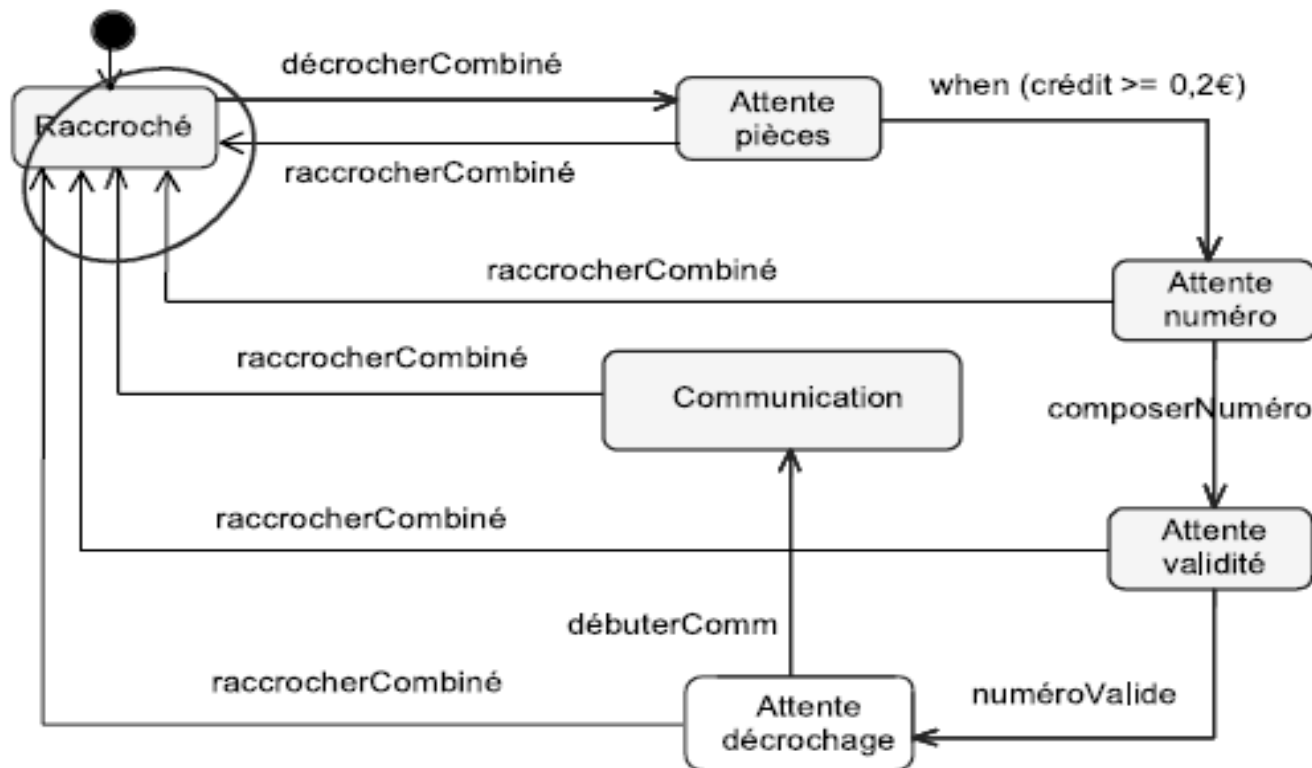 décrocherCombiné
when (crédit >= 0,2€)
Attente
pièces
Raccroché
raccrocherCombiné
raccrocherCombiné
Attente
numéro
raccrocherCombiné
Communication
composerNuméro
raccrocherCombiné
Attente
validité
débuterComm
raccrocherCombiné
numéroValide
Attente
décrochage